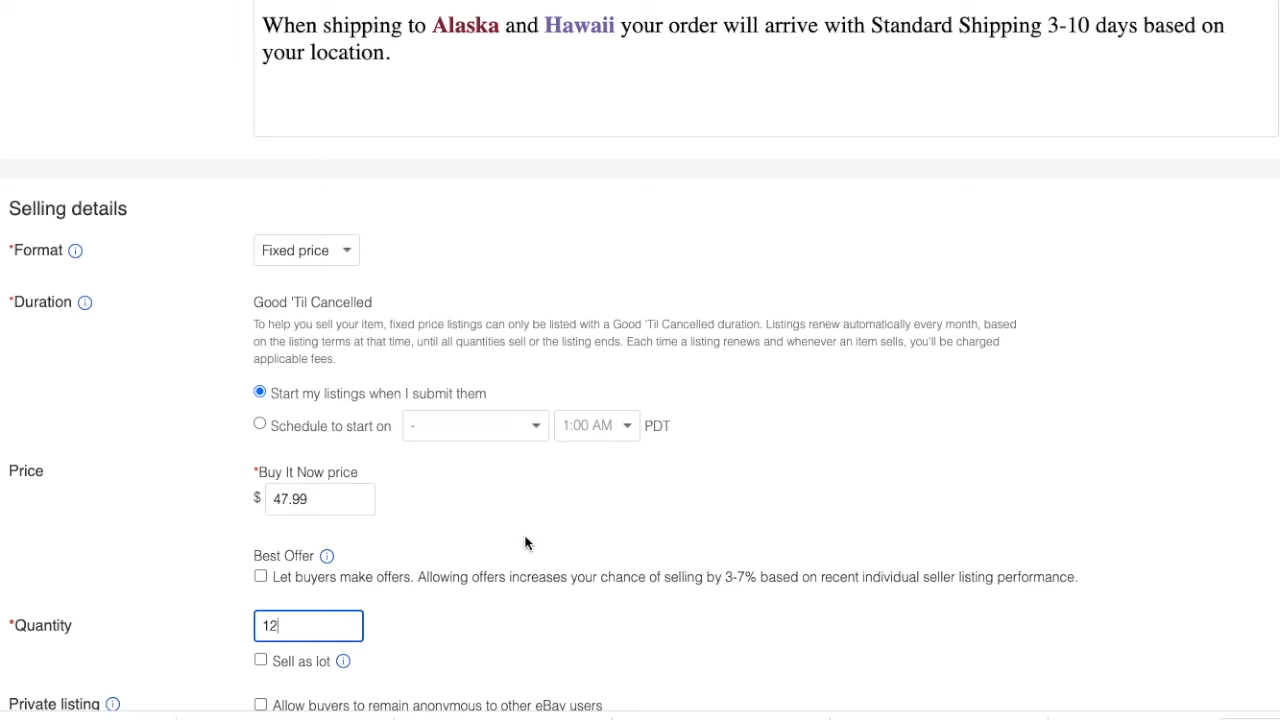 When shipping to Alaska and Hawaii your order will arrive with Standard Shipping 3-10 days based on
your location.
Selling details
*Format
Fixed price
*Duration
Good 'Til Cancelled
To help you sell your item, fixed price listings can only be listed with a Good 'Til Cancelled duration. Listings renew automatically every month, based
on the listing terms at that time, until all quantities sell or the listing ends. Each time a listing renews and whenever an item sells, you'll be charged
applicable fees.
Start my listings when I submit them
Schedule to start on - 1:00 AM PDT
Price
*Buy It Now price
$ 47.99
Best Offer
Let buyers make offers. Allowing offers increases your chance of selling by 3-7% based on recent individual seller listing performance.
*Quantity
12
Sell as lot
Private listing
Allow buyers to remain anonymous to other eBay users